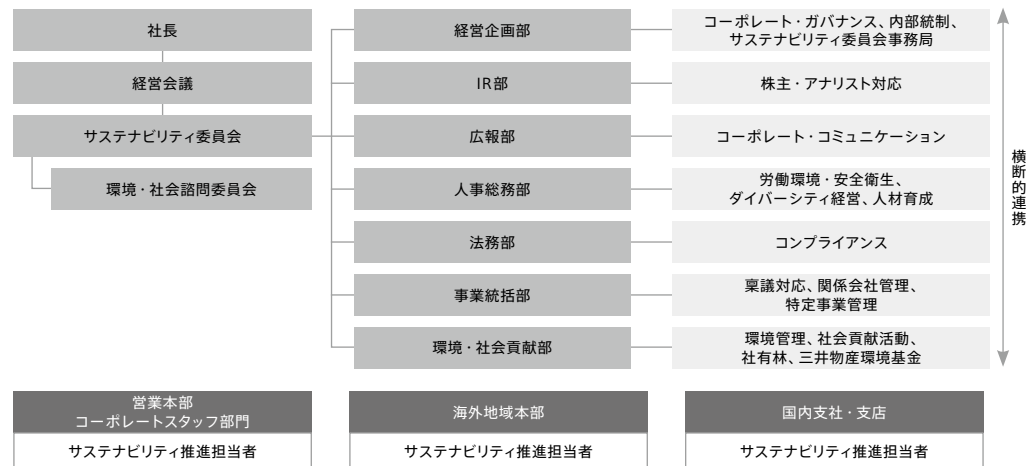 社長
経営会議
サステナビリティ委員会
環境・社会諮問委員会
経営企画部
IR部
広報部
人事総務部
法務部
事業統括部
環境・社会貢献部
コーポレート・ガバナンス、内部統制、
サステナビリティ委員会事務局
株主・アナリスト対応
コーポレート・コミュニケーション
労働環境・安全衛生、
ダイバーシティ経営、人材育成
コンプライアンス
稟議対応、関係会社管理、
特定事業管理
環境管理、社会貢献活動、
社有林、三井物産環境基金
横断的連携
営業本部
コーポレートスタッフ部門
サステナビリティ推進担当者
海外地域本部
サステナビリティ推進担当者
国内支社・支店
サステナビリティ推進担当者